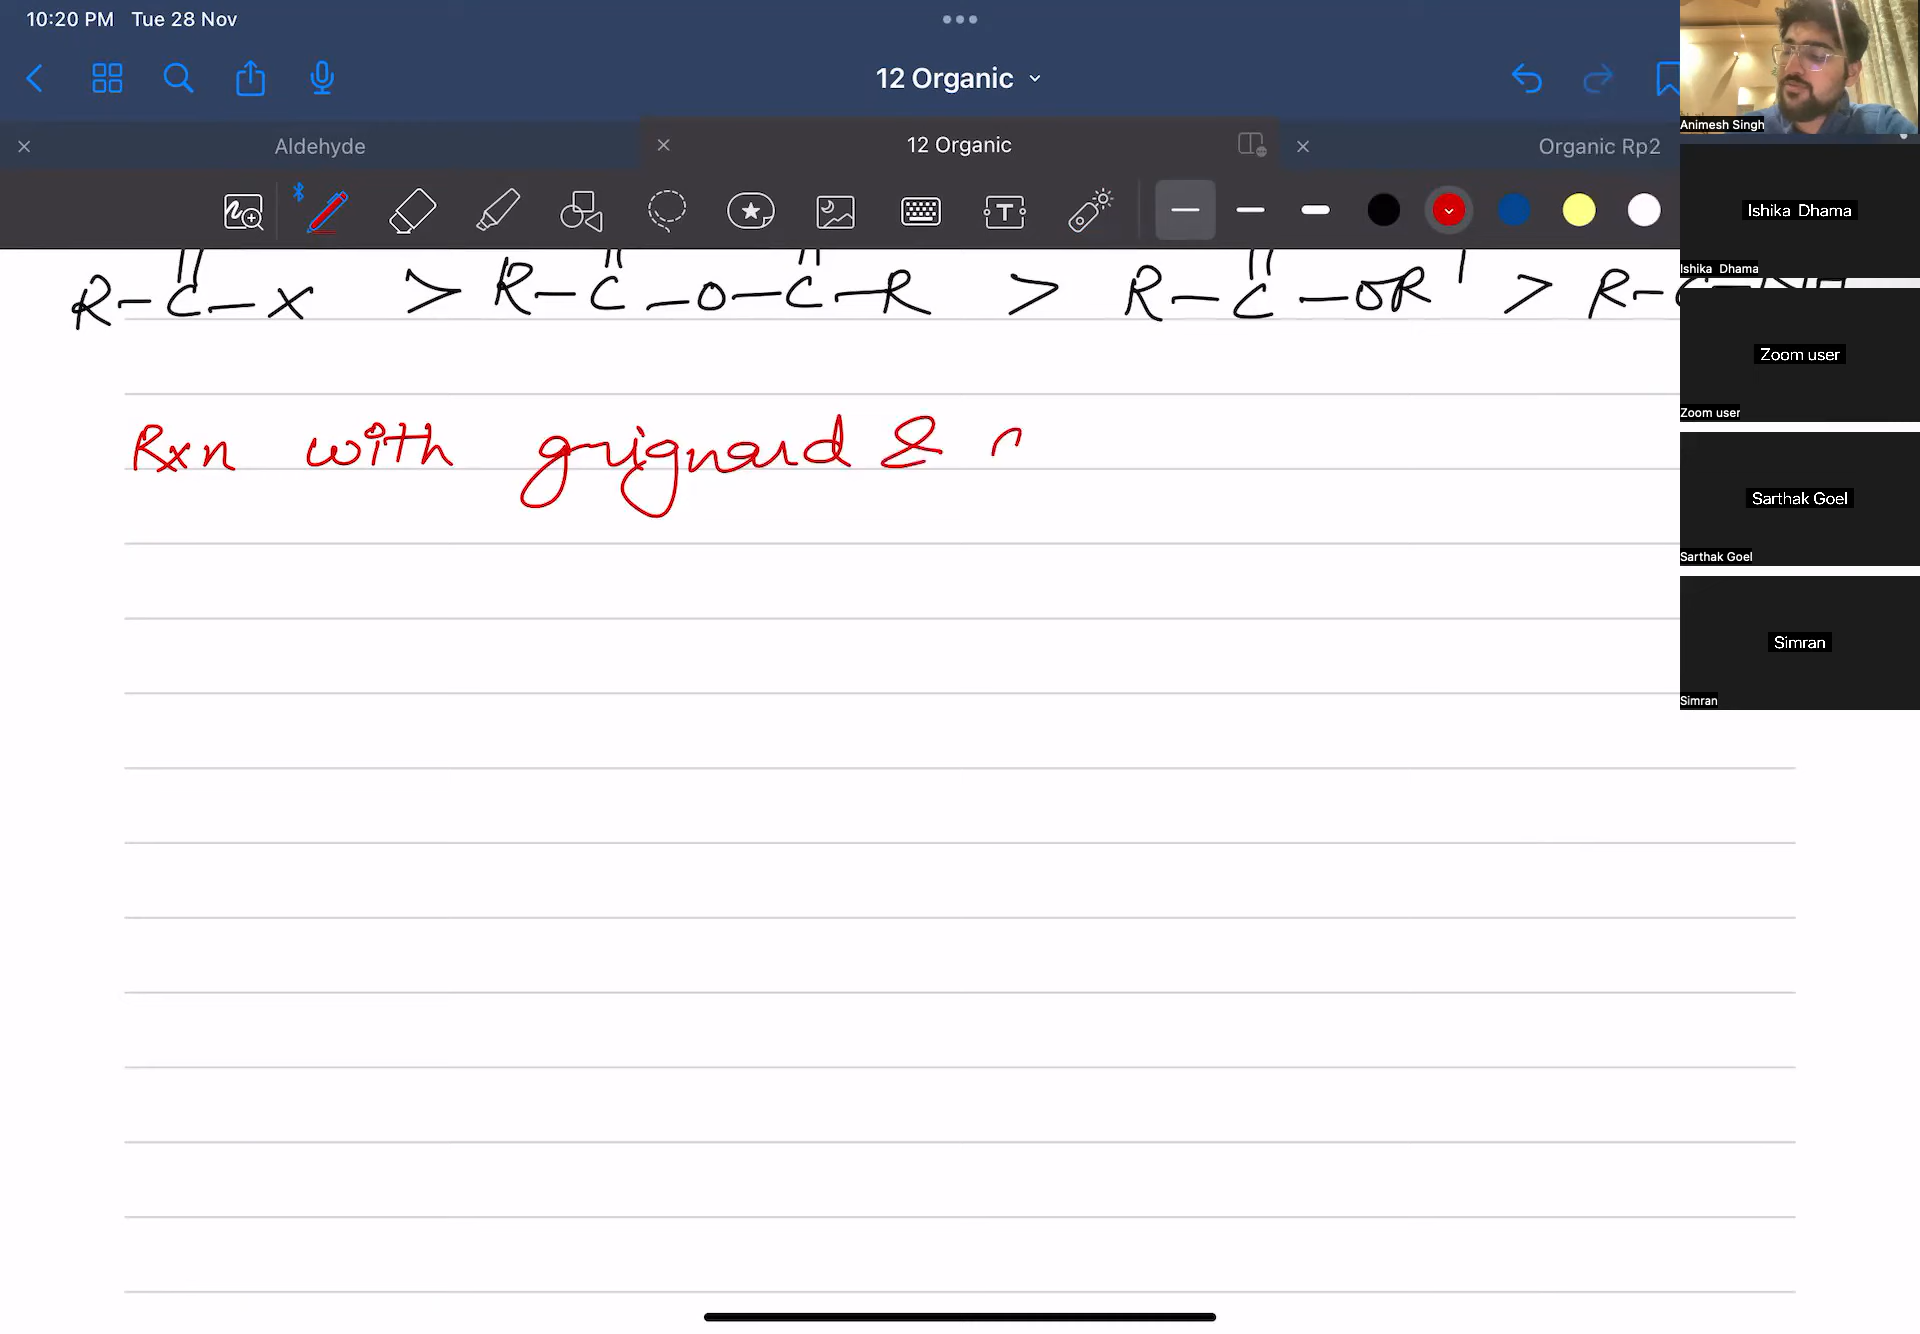 10:20 PM Tue 28 Nov
12 Organic
Aldehyde
12 Organic
Organic Rp2
T
R-C-X > R-C-O-C-R > R-C-OR' > R-
Rxn with grignard &
Animesh Singh
Ishika Dhama
Ishika Dhama
Zoom user
Zoom user
Sarthak Goel
Sarthak Goel
Simran
Simran